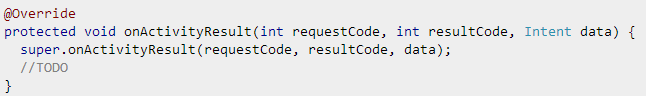 @Override
protected void onActivityResult(int requestCode, int resultCode, Intent data) {
  super.onActivityResult(requestCode, resultCode, data);
  //TODO
}